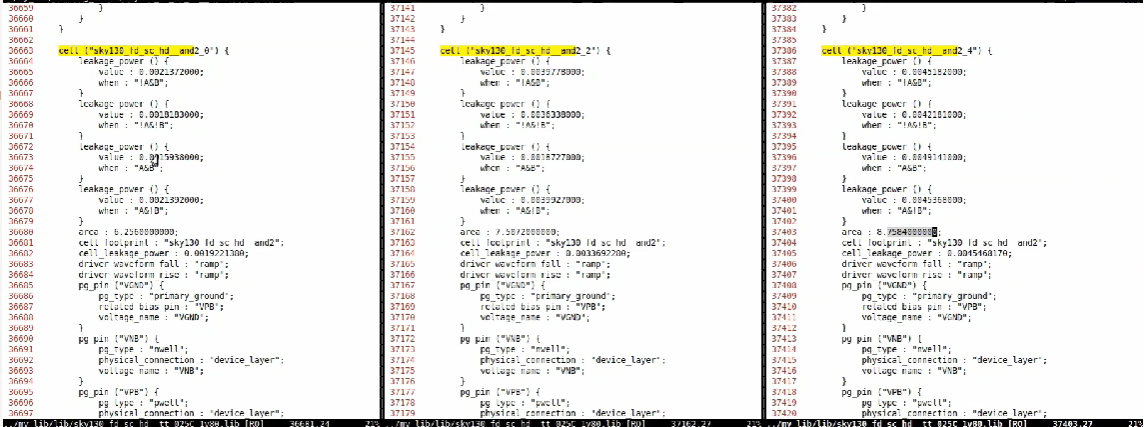 36659 }
36660 }
36661 }
36662
36663 cell ("sky130_fd_sc_hd__and2_0") {
36664 leakage_power () {
36665 value : 0.0021372000;
36666 when : "!A&B";
36667 }
36668 leakage_power () {
36669 value : 0.0018183000;
36670 when : "!A&!B";
36671 }
36672 leakage_power () {
36673 value : 0.0015938000;
36674 when : "A&B";
36675 }
36676 leakage_power () {
36677 value : 0.0021392000;
36678 when : "A&!B";
36679 }
36680 area : 6.2560000000;
36681 cell_footprint : "sky130_fd_sc_hd__and2";
36682 cell_leakage_power : 0.0019221380;
36683 driver_waveform_fall : "ramp";
36684 driver_waveform_rise : "ramp";
36685 pg_pin ("VGND") {
36686 pg_type : "primary_ground";
36687 related_bias_pin : "VPB";
36688 voltage_name : "VGND";
36689 }
36690 pg_pin ("VNB") {
36691 pg_type : "nwell";
36692 physical_connection : "device_layer";
36693 voltage_name : "VNB";
36694 }
36695 pg_pin ("VPB") {
36696 pg_type : "pwell";
36697 physical_connection : "device_layer";
../my_lib/lib/sky130_fd_sc_hd__tt_025C_1v80.lib [RO] 36681,24 21%
37141 }
37142 }
37143 }
37144
37145 cell ("sky130_fd_sc_hd__and2_2") {
37146 leakage_power () {
37147 value : 0.0039778000;
37148 when : "!A&B";
37149 }
37150 leakage_power () {
37151 value : 0.0036338000;
37152 when : "!A&!B";
37153 }
37154 leakage_power () {
37155 value : 0.0018727000;
37156 when : "A&B";
37157 }
37158 leakage_power () {
37159 value : 0.0039927000;
37160 when : "A&!B";
37161 }
37162 area : 7.5072000000;
37163 cell_footprint : "sky130_fd_sc_hd__and2";
37164 cell_leakage_power : 0.0033692280;
37165 driver_waveform_fall : "ramp";
37166 driver_waveform_rise : "ramp";
37167 pg_pin ("VGND") {
37168 pg_type : "primary_ground";
37169 related_bias_pin : "VPB";
37170 voltage_name : "VGND";
37171 }
37172 pg_pin ("VNB") {
37173 pg_type : "nwell";
37174 physical_connection : "device_layer";
37175 voltage_name : "VNB";
37176 }
37177 pg_pin ("VPB") {
37178 pg_type : "pwell";
37179 physical_connection : "device_layer";
../my_lib/lib/sky130_fd_sc_hd__tt_025C_1v80.lib [RO] 37162,27 21%
37382 }
37383 }
37384 }
37385
37386 cell ("sky130_fd_sc_hd__and2_4") {
37387 leakage_power () {
37388 value : 0.0045182000;
37389 when : "!A&B";
37390 }
37391 leakage_power () {
37392 value : 0.0042181000;
37393 when : "!A&!B";
37394 }
37395 leakage_power () {
37396 value : 0.0049141000;
37397 when : "A&B";
37398 }
37399 leakage_power () {
37400 value : 0.0045368000;
37401 when : "A&!B";
37402 }
37403 area : 8.7584000000;
37404 cell_footprint : "sky130_fd_sc_hd__and2";
37405 cell_leakage_power : 0.0045468170;
37406 driver_waveform_fall : "ramp";
37407 driver_waveform_rise : "ramp";
37408 pg_pin ("VGND") {
37409 pg_type : "primary_ground";
37410 related_bias_pin : "VPB";
37411 voltage_name : "VGND";
37412 }
37413 pg_pin ("VNB") {
37414 pg_type : "nwell";
37415 physical_connection : "device_layer";
37416 voltage_name : "VNB";
37417 }
37418 pg_pin ("VPB") {
37419 pg_type : "pwell";
37420 physical_connection : "device_layer";
../my_lib/lib/sky130_fd_sc_hd__tt_025C_1v80.lib [RO] 37403,27 21%